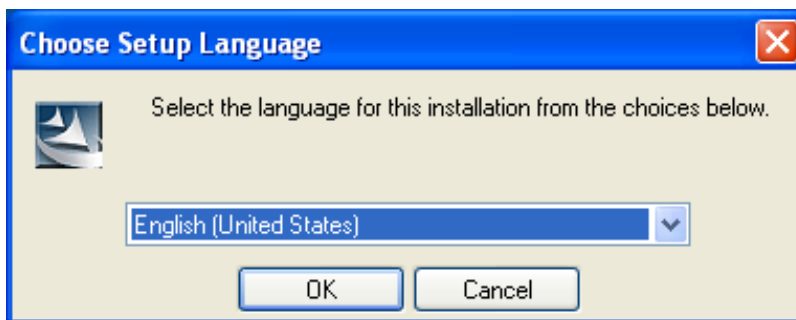 Choose Setup Language
Select the language for this installation from the choices below.
English (United States)
OK
Cancel